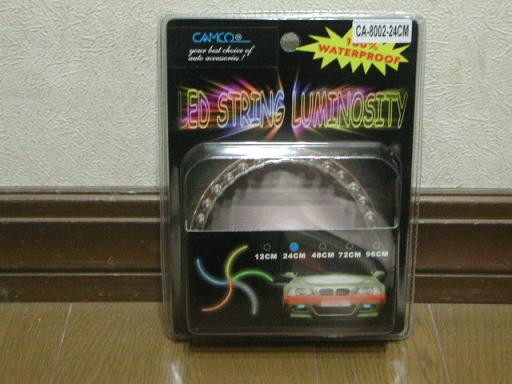 CAMCO®
your best choice of
auto accessories !
CA-8002-24CM
100%
WATERPROOF
LED STRING LUMINOSITY
12CM 24CM 48CM 72CM 96CM